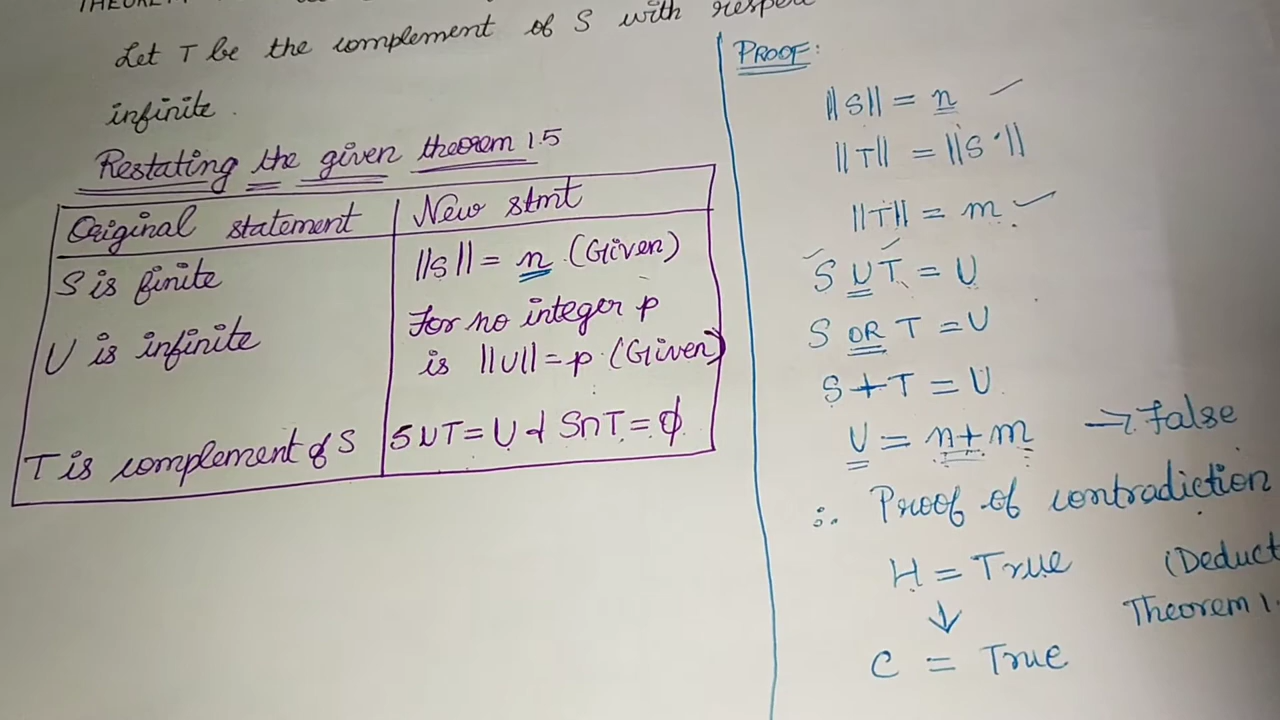 Let T be the complement of S with
infinite.
Restating the given theorem 1.5
Original statement | New stmt
S is finite | ||S|| = n (Given)
U is infinite | For no integer p
is ||U|| = p (Given)
T is complement of S | SUT = U & S∩T = φ
PROOF:
||S|| = n
||T|| = ||S'||
||T|| = m
S U T = U
S OR T = U
S + T = U
U = n+m → False
∴ Proof of contradiction
H = True (Deduct
↓ Theorem 1.
C = True